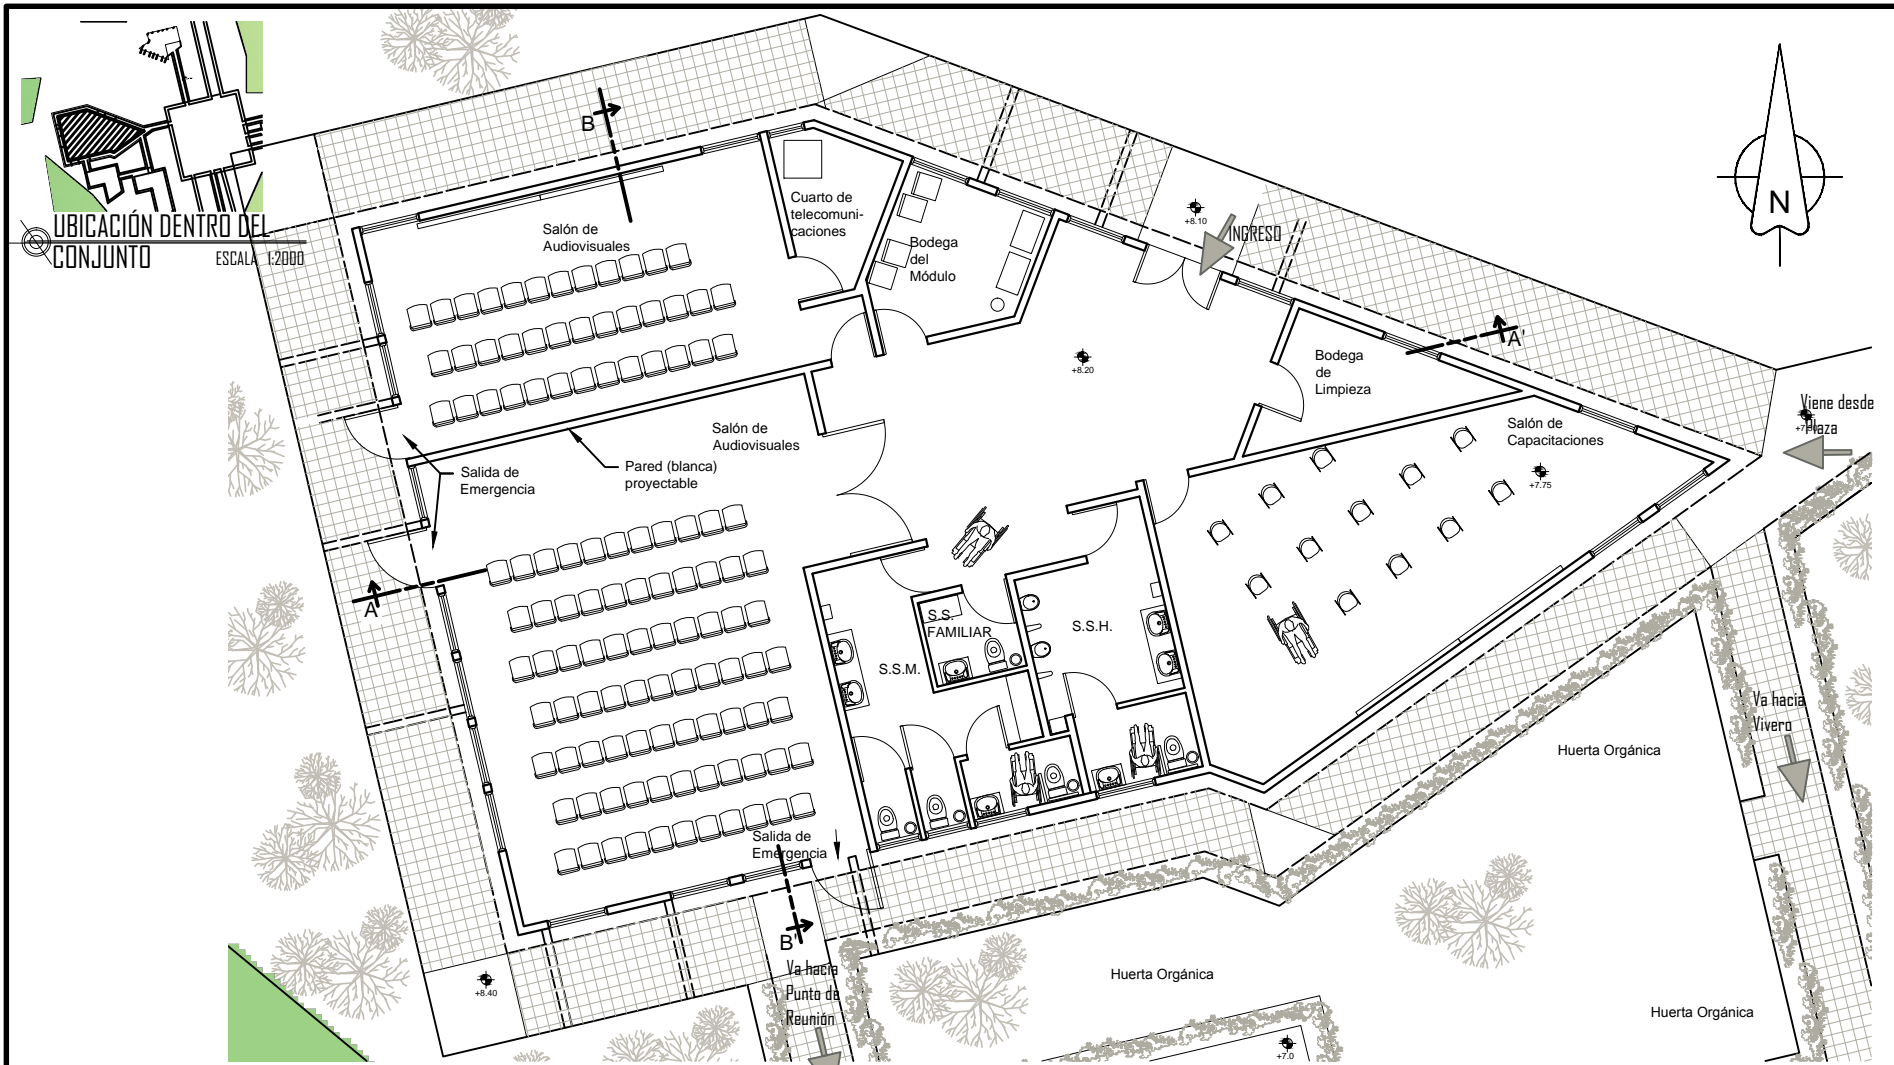 B
UBICACIÓN DENTRO DEL
CONJUNTO
ESCALA 1:2000
Salón de
Audiovisuales
Cuarto de
telecomuni-
caciones
Bodega
del
Módulo
+8.10
INGRESO
N
A'
+8.20
Bodega
de
Limpieza
Viene desde
Plaza
Salón de
Capacitaciones
+7.75
Salón de
Audiovisuales
Pared (blanca)
proyectable
Salida de
Emergencia
A
S.S.
FAMILIAR
S.S.M.
S.S.H.
Va hacia
Vivero
Huerta Orgánica
Salida de
Emergencia
B'
Va hacia
Punto de
Reunión
+8.40
Huerta Orgánica
Huerta Orgánica
+7.0